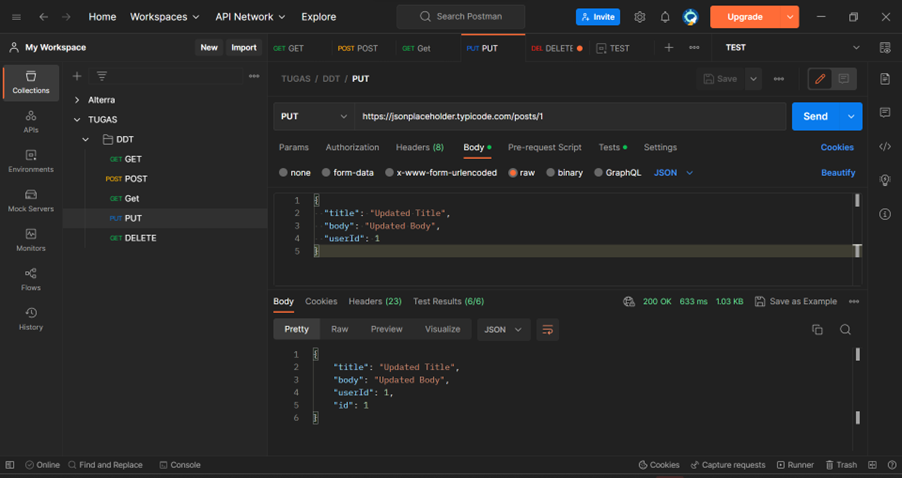 Home Workspaces API Network Explore Search Postman Invite Upgrade
My Workspace New Import GET GET POST POST GET Get PUT PUT DEL DELETE TEST TEST
Collections
APIs
Environments
Mock Servers
Monitors
Flows
History
Alterra
TUGAS
DDT
GET GET
POST POST
GET Get
PUT PUT
GET DELETE
TUGAS / DDT / PUT Save
PUT https://jsonplaceholder.typicode.com/posts/1 Send
Params Authorization Headers (8) Body Pre-request Script Tests Settings Cookies
none form-data x-www-form-urlencoded raw binary GraphQL JSON Beautify
1 {
2 "title": "Updated Title",
3 "body": "Updated Body",
4 "userId": 1
5 }
Body Cookies Headers (23) Test Results (6/6) 200 OK 633 ms 1.03 KB Save as Example
Pretty Raw Preview Visualize JSON
1 {
2 "title": "Updated Title",
3 "body": "Updated Body",
4 "userId": 1,
5 "id": 1
6 }
Online Find and Replace Console Cookies Capture requests Runner Trash